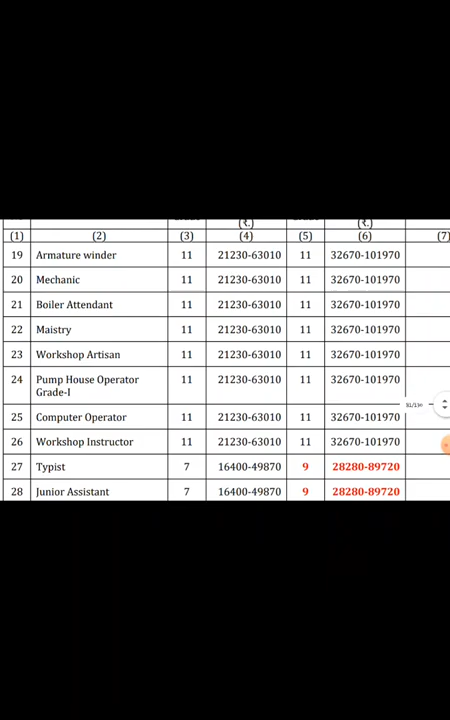 (₹.) (₹.)
(1) (2) (3) (4) (5) (6) (7)
19 Armature winder 11 21230-63010 11 32670-101970
20 Mechanic 11 21230-63010 11 32670-101970
21 Boiler Attendant 11 21230-63010 11 32670-101970
22 Maistry 11 21230-63010 11 32670-101970
23 Workshop Artisan 11 21230-63010 11 32670-101970
24 Pump House Operator 11 21230-63010 11 32670-101970
Grade-I
51/130
25 Computer Operator 11 21230-63010 11 32670-101970
26 Workshop Instructor 11 21230-63010 11 32670-101970
27 Typist 7 16400-49870 9 28280-89720
28 Junior Assistant 7 16400-49870 9 28280-89720